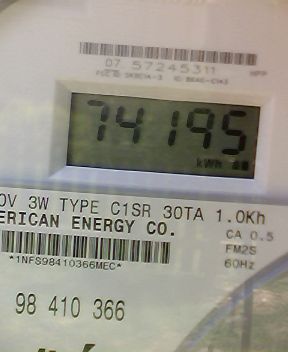 07 57245311
74195
kWh
0V 3W TYPE C1SR 30TA 1.0Kh
ERICAN ENERGY CO.
CA 0.5
FM2S
60Hz
*1NFS98410366MEC*
98 410 366